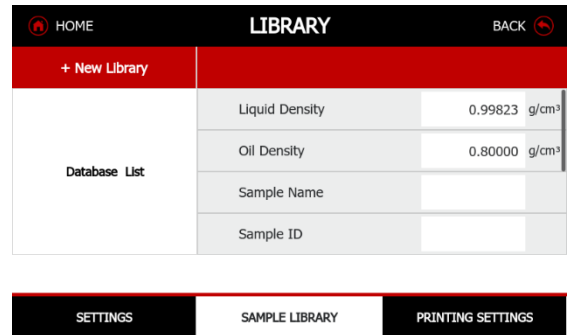 HOME LIBRARY BACK
+ New Library
Liquid Density 0.99823 g/cm³
Oil Density 0.80000 g/cm³
Database List
Sample Name
Sample ID
SETTINGS SAMPLE LIBRARY PRINTING SETTINGS